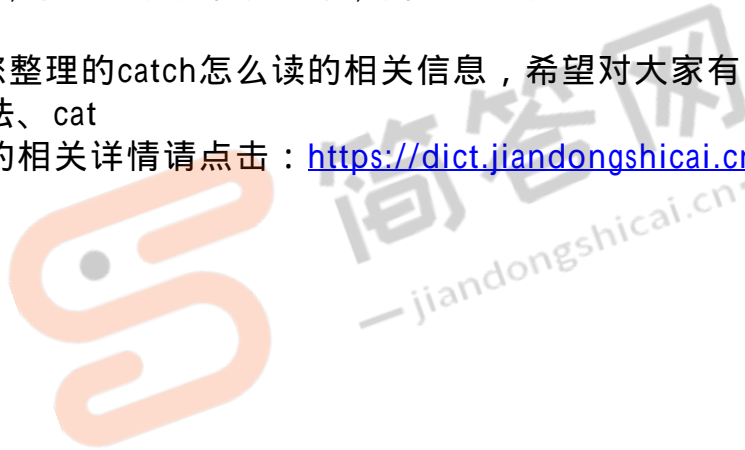 您整理的catch怎么读的相关信息，希望对大家有
法、cat
的相关详情请点击：https://dict.jiandongshicai.cn
简答网
jiandongshicai.cn